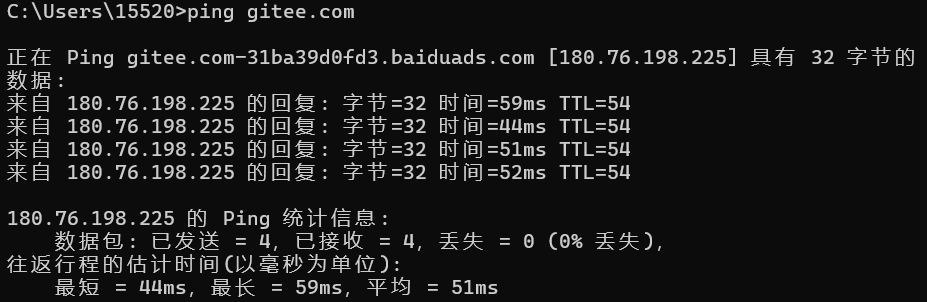 C:\Users\15520>ping gitee.com
正在 Ping gitee.com-31ba39d0fd3.baiduads.com [180.76.198.225] 具有 32 字节的
数据:
来自 180.76.198.225 的回复: 字节=32 时间=59ms TTL=54
来自 180.76.198.225 的回复: 字节=32 时间=44ms TTL=54
来自 180.76.198.225 的回复: 字节=32 时间=51ms TTL=54
来自 180.76.198.225 的回复: 字节=32 时间=52ms TTL=54
180.76.198.225 的 Ping 统计信息:
数据包: 已发送 = 4, 已接收 = 4, 丢失 = 0 (0% 丢失),
往返行程的估计时间(以毫秒为单位):
最短 = 44ms, 最长 = 59ms, 平均 = 51ms